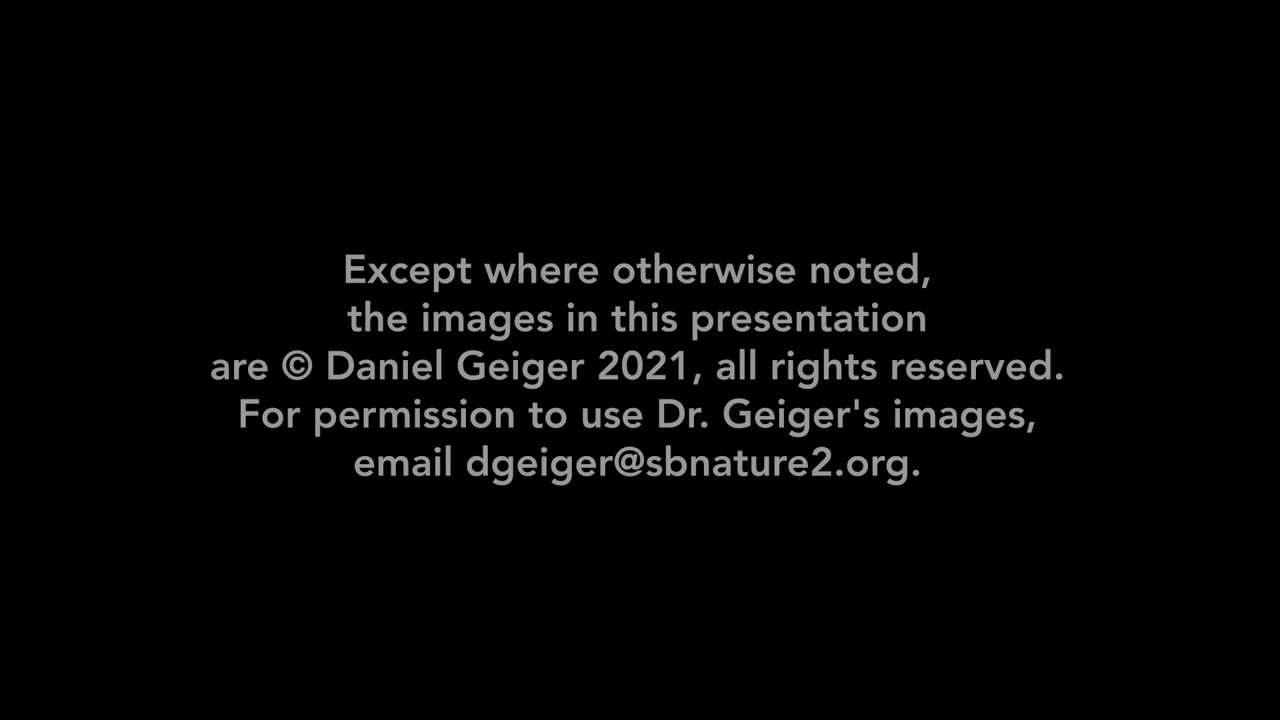 Except where otherwise noted,
the images in this presentation
are © Daniel Geiger 2021, all rights reserved.
For permission to use Dr. Geiger's images,
email dgeiger@sbnature2.org.